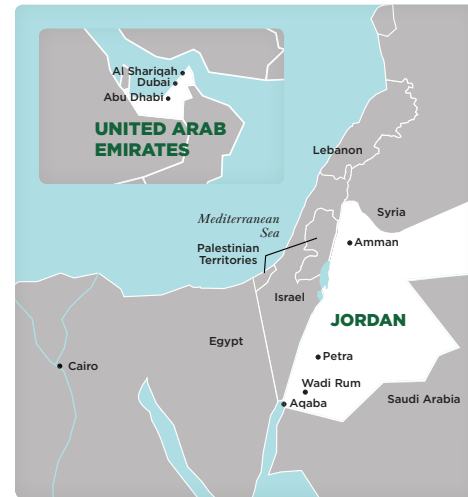 Al Shariqah
Dubai
Abu Dhabi
UNITED ARAB
EMIRATES
Lebanon
Mediterranean
Sea
Syria
Palestinian
Territories
Amman
Israel
JORDAN
Egypt
Petra
Cairo
Wadi Rum
Saudi Arabia
Aqaba